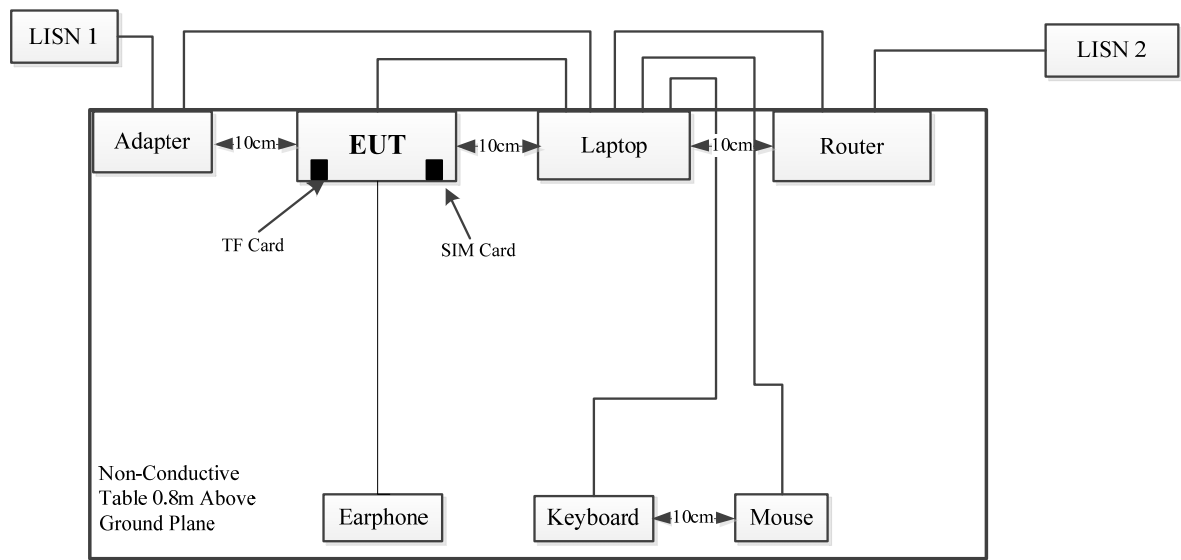 LISN 1
LISN 2
Adapter
10cm
EUT
10cm
Laptop
10cm
Router
TF Card
SIM Card
Non-Conductive
Table 0.8m Above
Ground Plane
Earphone
Keyboard
10cm
Mouse